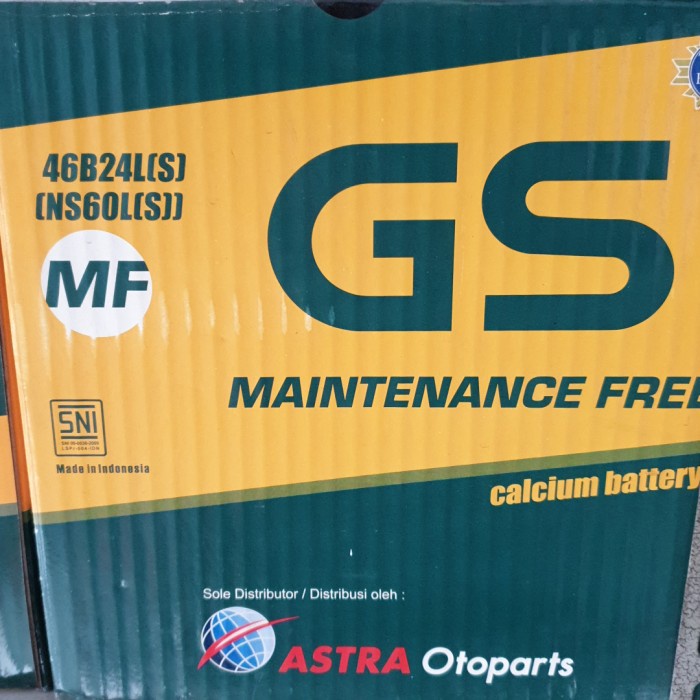 46B24L(S)
(NS60L(S))
MF
GS
MAINTENANCE FREE
SNI
Made in Indonesia
calcium battery
Sole Distributor / Distribusi oleh :
ASTRA Otoparts